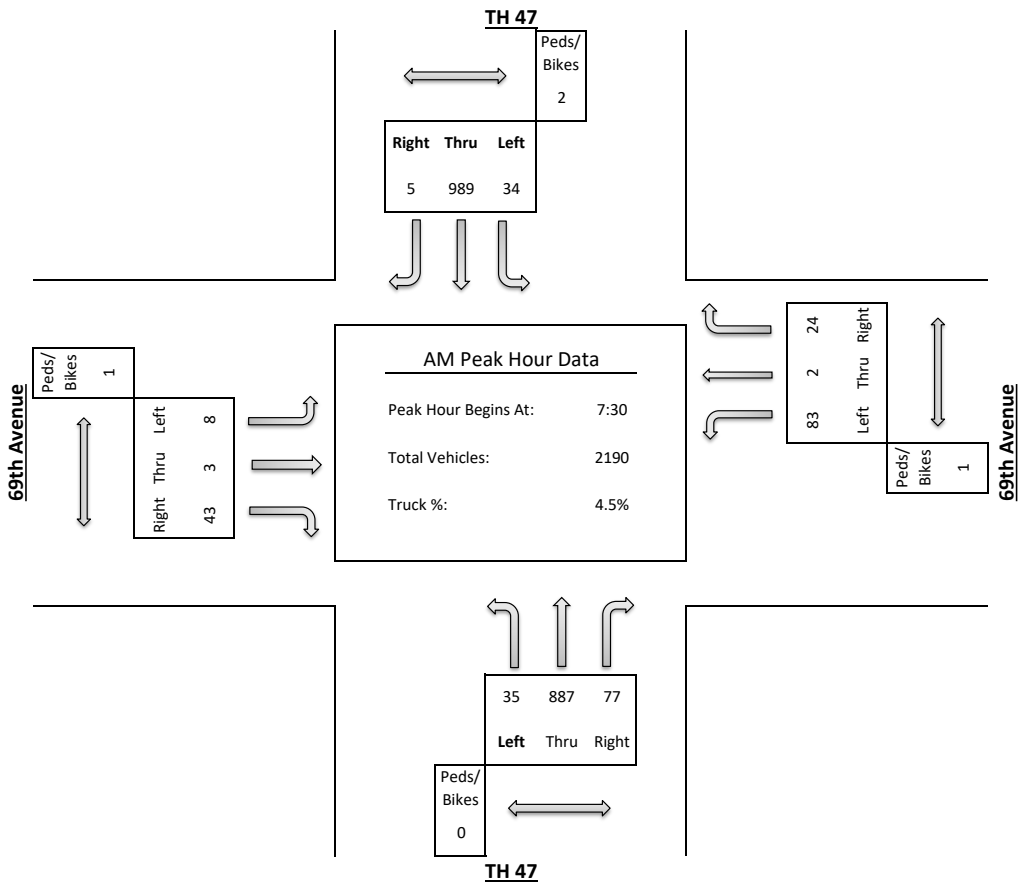 TH 47
Peds/
Bikes
2
Right Thru Left
5 989 34
69th Avenue
Peds/
Bikes
1
Left 8
Thru 3
Right 43
AM Peak Hour Data
Peak Hour Begins At: 7:30
Total Vehicles: 2190
Truck %: 4.5%
24 Right
2 Thru
83 Left
Peds/
Bikes
1
69th Avenue
35 887 77
Left Thru Right
Peds/
Bikes
0
TH 47